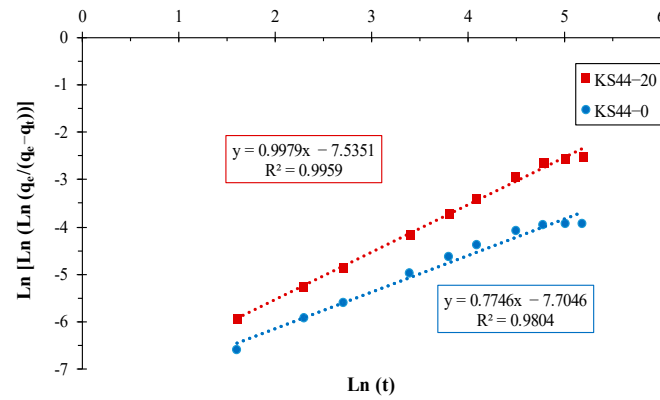 0 1 2 3 4 5 6
0
-1
-2
-3
-4
-5
-6
-7
Ln [Ln (Ln (qₑ/(qₑ−qₜ))]
KS44−20
KS44−0
y = 0.9979x − 7.5351
R² = 0.9959
y = 0.7746x − 7.7046
R² = 0.9804
Ln (t)